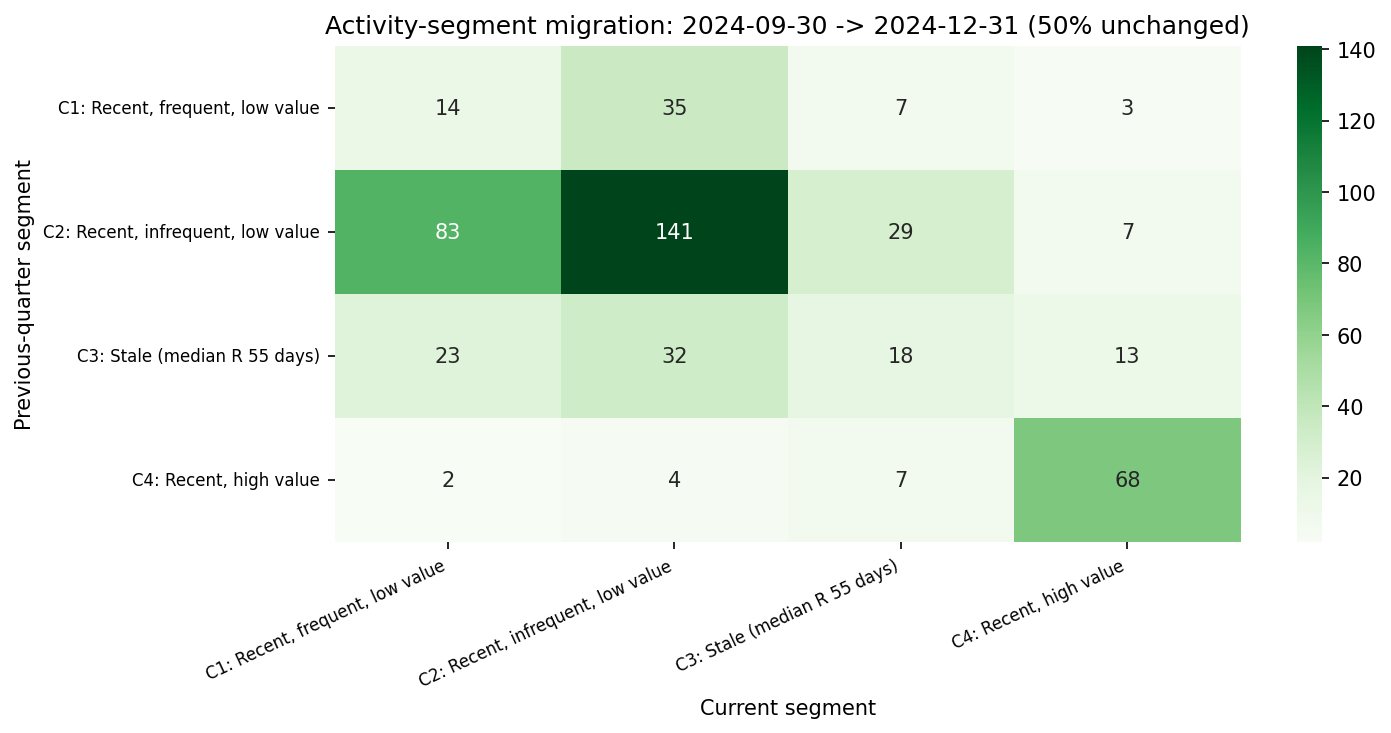 Activity-segment migration: 2024-09-30 -> 2024-12-31 (50% unchanged)
Previous-quarter segment
C1: Recent, frequent, low value
14 35 7 3
C2: Recent, infrequent, low value
83 141 29 7
C3: Stale (median R 55 days)
23 32 18 13
C4: Recent, high value
2 4 7 68
C1: Recent, frequent, low value
C2: Recent, infrequent, low value
C3: Stale (median R 55 days)
C4: Recent, high value
Current segment
140
120
100
80
60
40
20